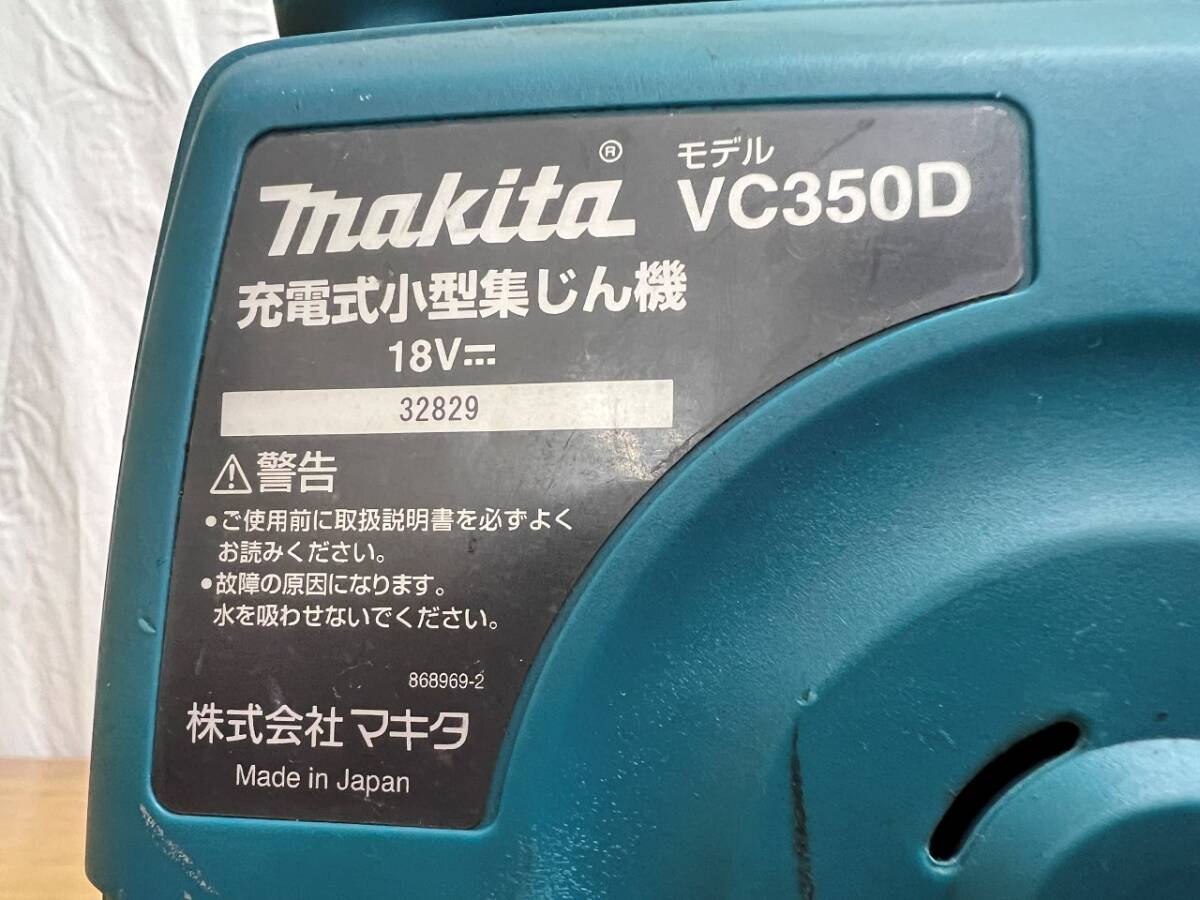 makita®
モデル
VC350D
充電式小型集じん機
18V⎓
32829
⚠警告
●ご使用前に取扱説明書を必ずよく
お読みください。
●故障の原因になります。
水を吸わせないでください。
868969-2
株式会社マキタ
Made in Japan